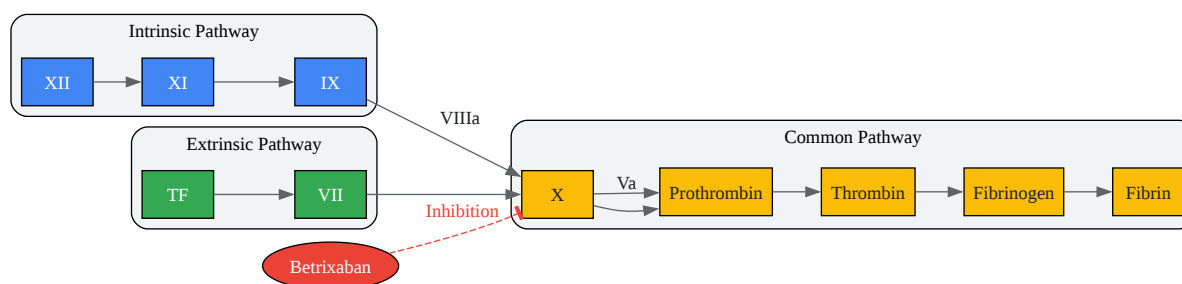 Intrinsic Pathway
XII
XI
IX
VIIIa
Extrinsic Pathway
TF
VII
Inhibition
Betrixaban
Common Pathway
X
Va
Prothrombin
Thrombin
Fibrinogen
Fibrin